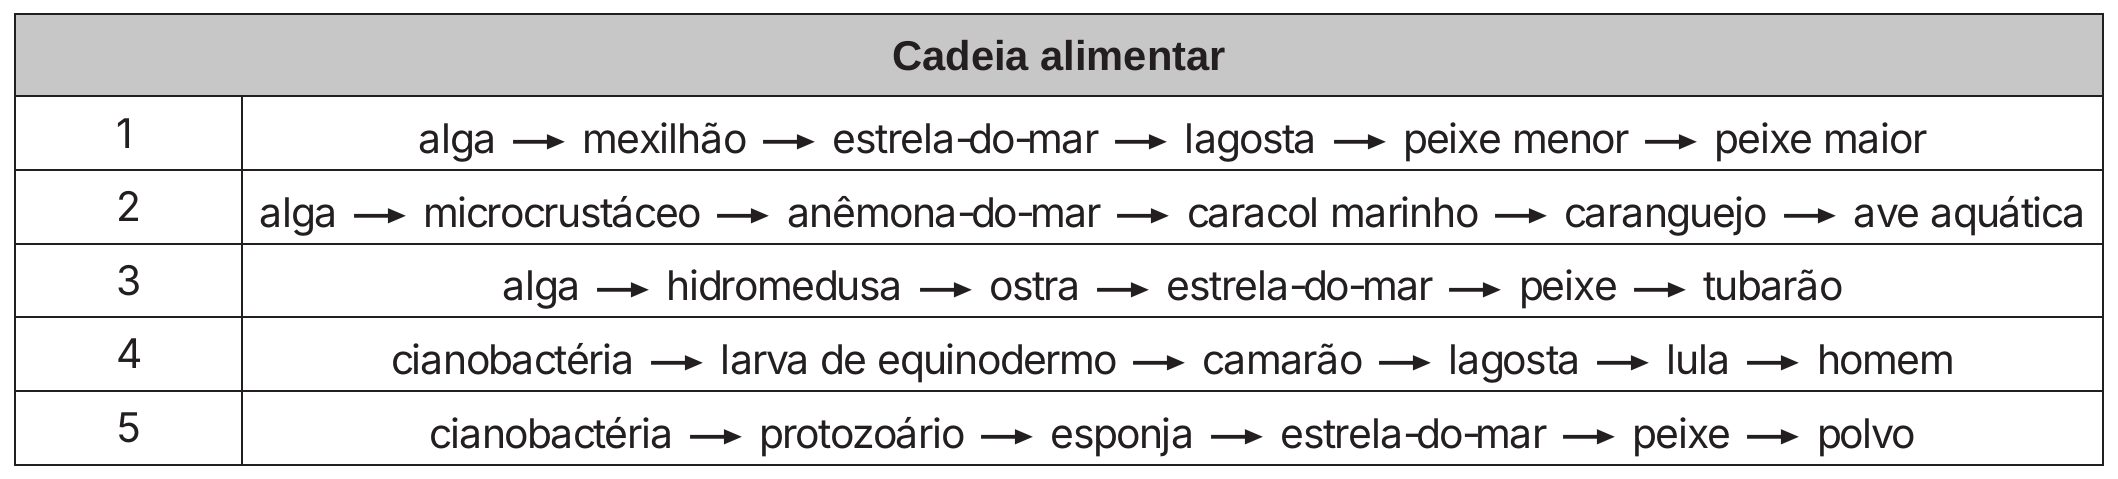 Cadeia alimentar
1 alga → mexilhão → estrela-do-mar → lagosta → peixe menor → peixe maior
2 alga → microcrustáceo → anêmona-do-mar → caracol marinho → caranguejo → ave aquática
3 alga → hidromedusa → ostra → estrela-do-mar → peixe → tubarão
4 cianobactéria → larva de equinodermo → camarão → lagosta → lula → homem
5 cianobactéria → protozoário → esponja → estrela-do-mar → peixe → polvo